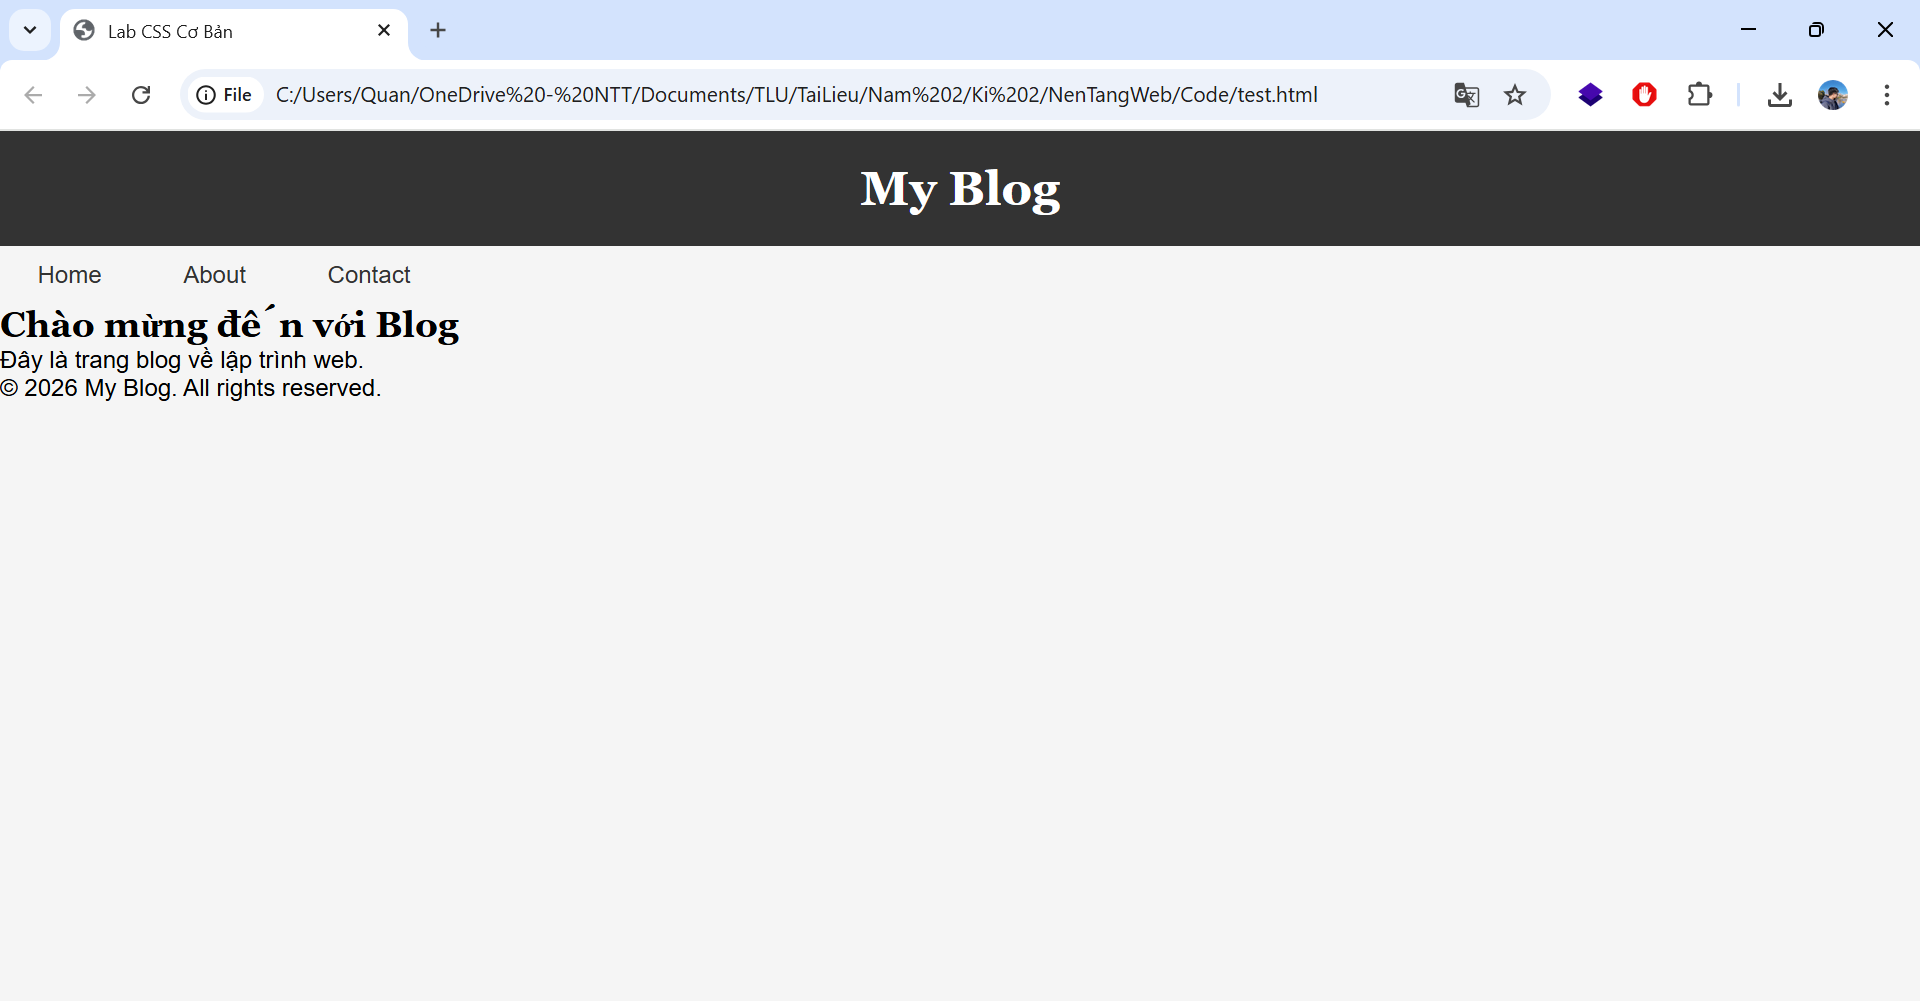 Lab CSS Cơ Bản
File C:/Users/Quan/OneDrive%20-%20NTT/Documents/TLU/TaiLieu/Nam%202/Ki%202/NenTangWeb/Code/test.html
My Blog
Home About Contact
Chào mừng đến với Blog
Đây là trang blog về lập trình web.
© 2026 My Blog. All rights reserved.